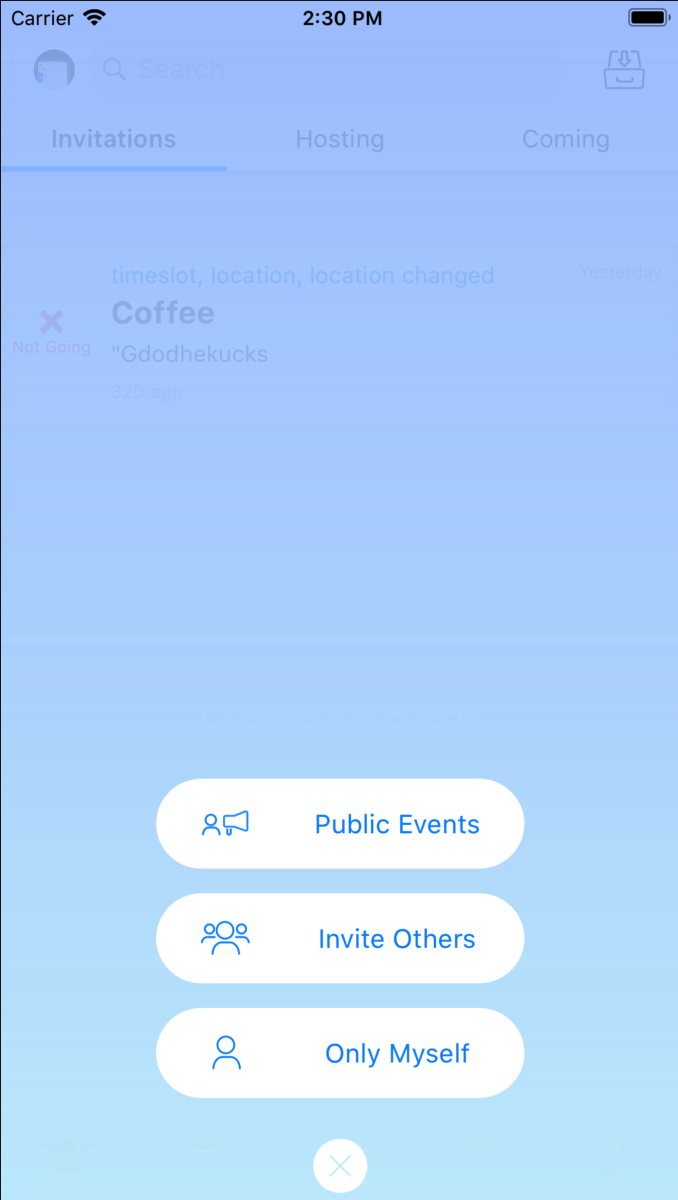 Carrier 2:30 PM
Search
Invitations Hosting Coming
timeslot, location, location changed Yesterday
Coffee
Not Going
"Gdodhekucks
32D ago
Public Events
Invite Others
Only Myself